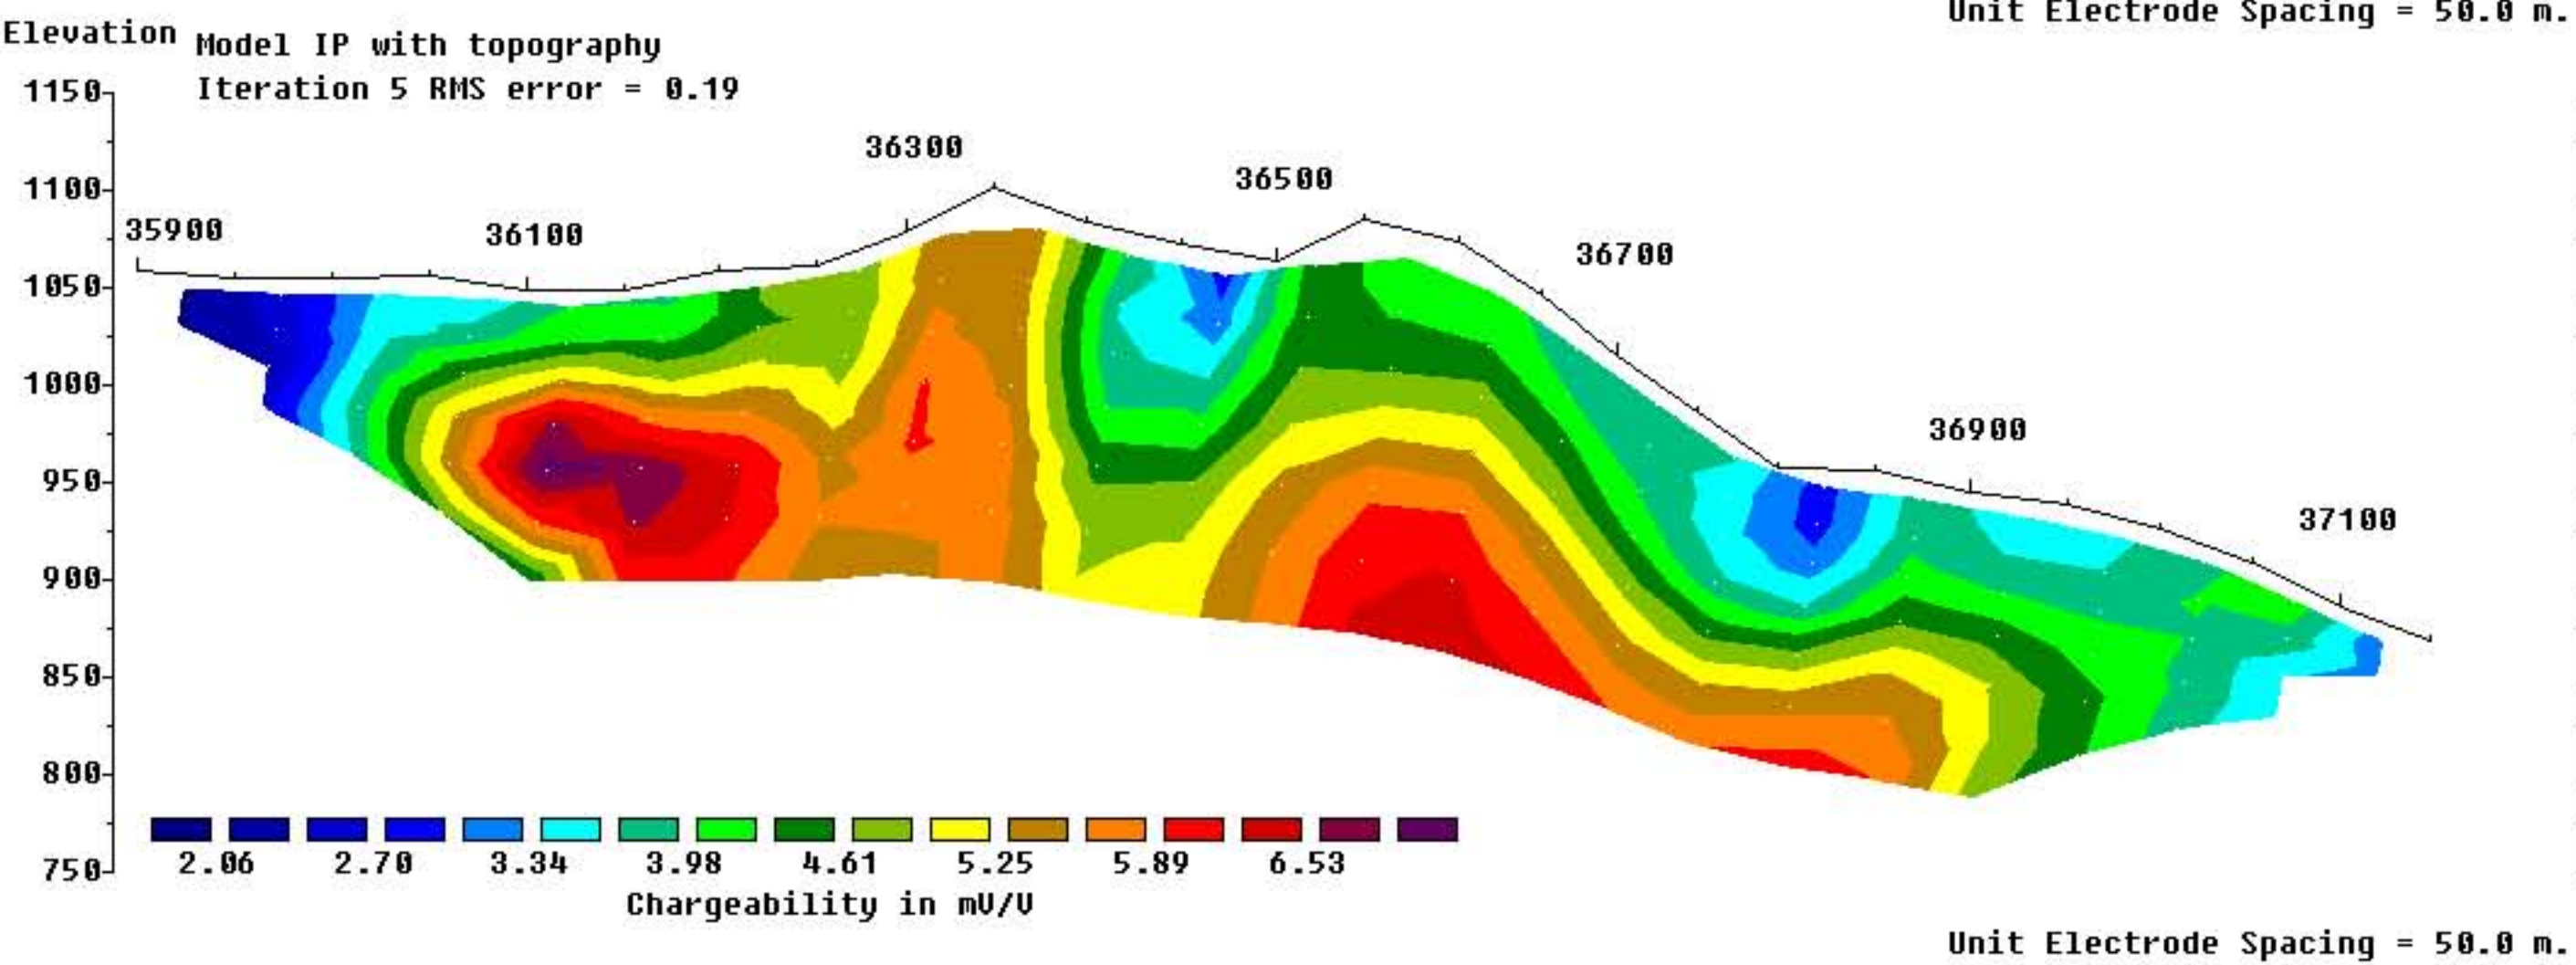 Unit Electrode Spacing = 50.0 m.
Elevation
Model IP with topography
Iteration 5 RMS error = 0.19
1150
36300
36500
1100
35900
36100
36700
1050
1000
36900
950
37100
900
850
800
2.06 2.70 3.34 3.98 4.61 5.25 5.89 6.53
750
Chargeability in mV/V
Unit Electrode Spacing = 50.0 m.